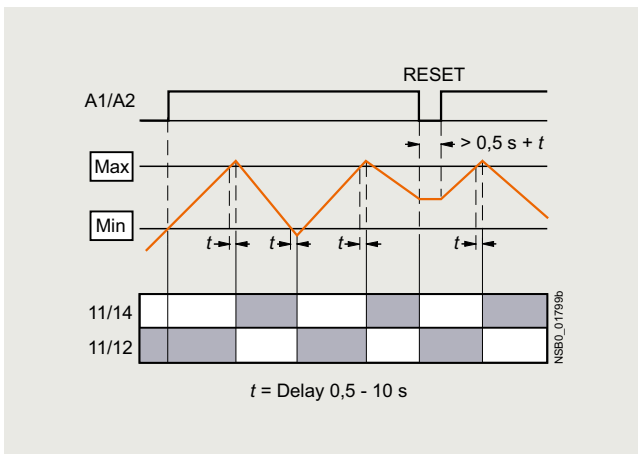 RESET
A1/A2
> 0,5 s + t
Max
Min
t t t t
11/14
11/12
NSB0_01799b
t = Delay 0,5 - 10 s